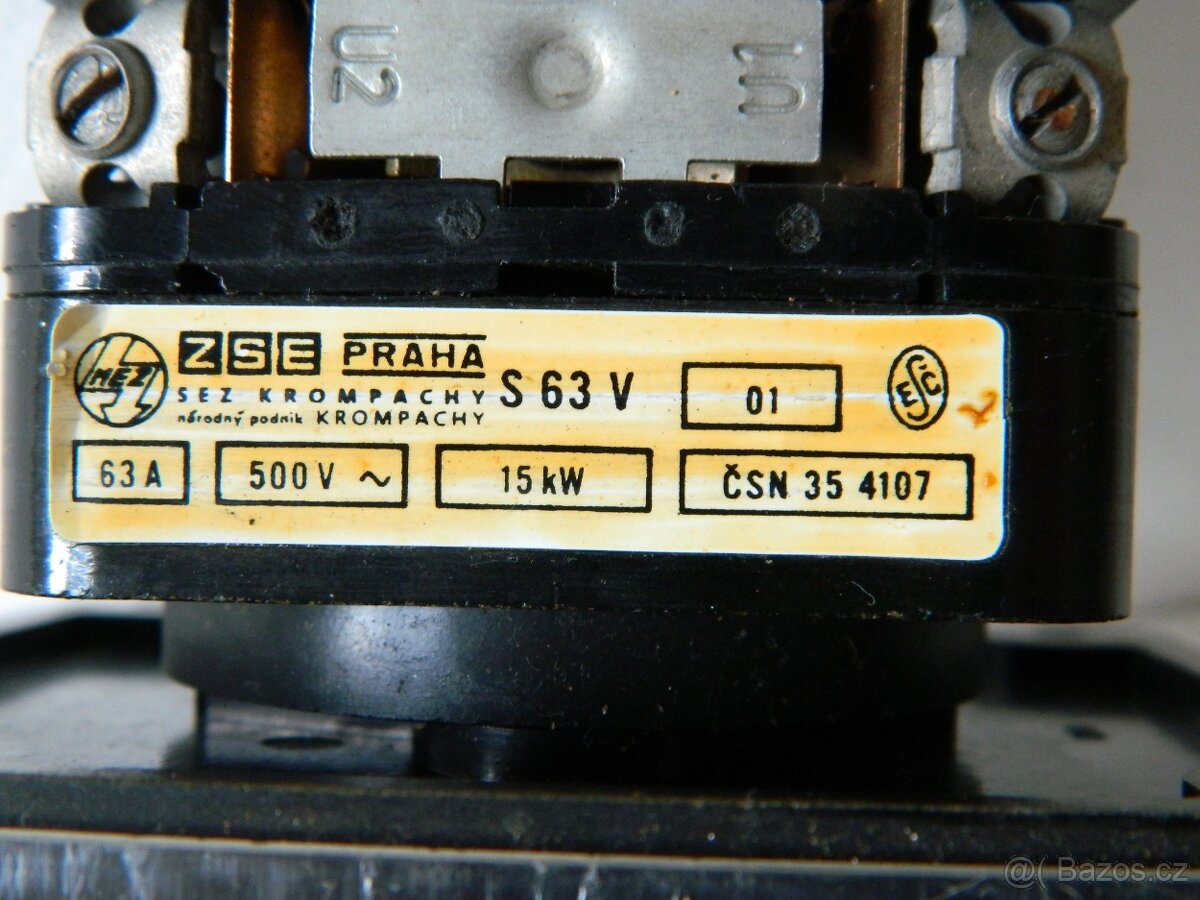 U2 U1
MEZ ZSE PRAHA
SEZ KROMPACHY S 63 V 01 ESČ
národný podnik KROMPACHY
63 A 500 V ~ 15 kW ČSN 35 4107
@( Bazos.cz